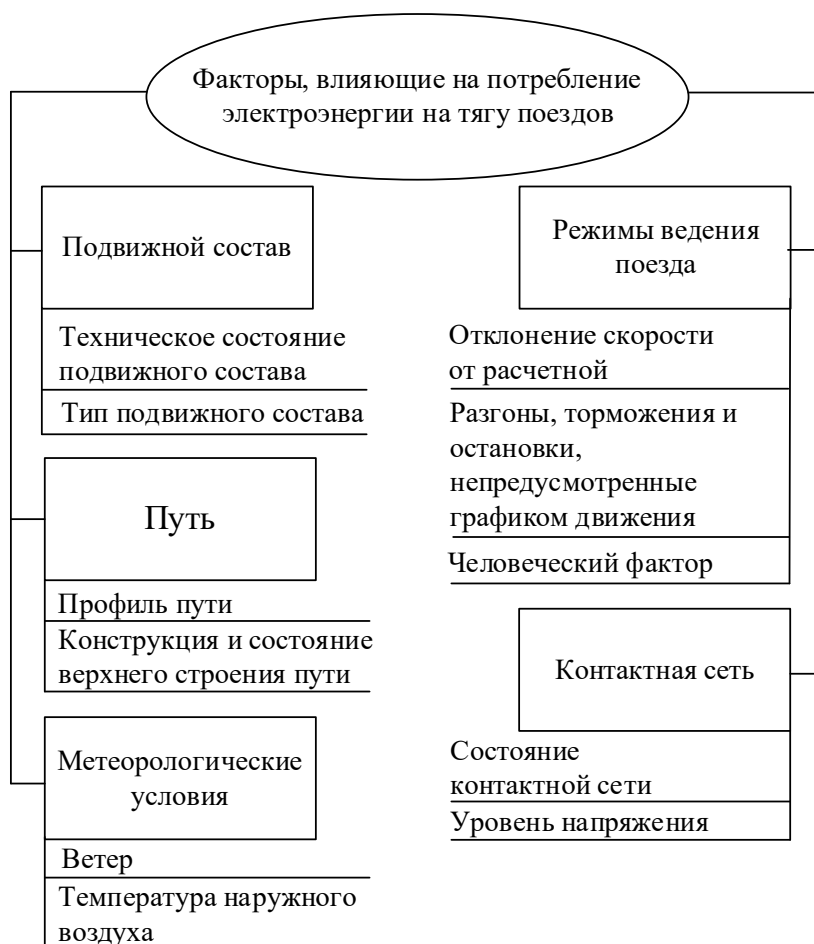 Факторы, влияющие на потребление
электроэнергии на тягу поездов
Подвижной состав
Техническое состояние
подвижного состава
Тип подвижного состава
Путь
Профиль пути
Конструкция и состояние
верхнего строения пути
Метеорологические
условия
Ветер
Температура наружного
воздуха
Режимы ведения
поезда
Отклонение скорости
от расчетной
Разгоны, торможения и
остановки,
непредусмотренные
графиком движения
Человеческий фактор
Контактная сеть
Состояние
контактной сети
Уровень напряжения